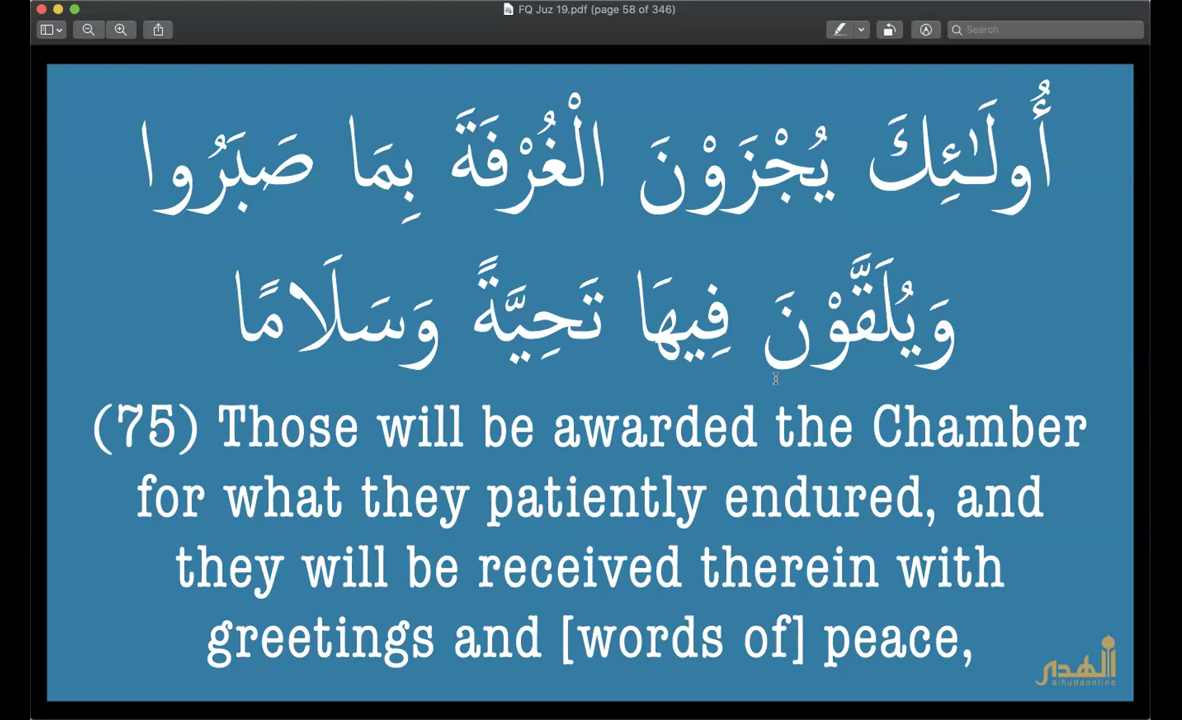 FQ Juz 19.pdf (page 58 of 346)
Search
أُولَـٰئِكَ يُجْزَوْنَ الْغُرْفَةَ بِمَا صَبَرُوا
وَيُلَقَّوْنَ فِيهَا تَحِيَّةً وَسَلَامًا
(75) Those will be awarded the Chamber
for what they patiently endured, and
they will be received therein with
greetings and [words of] peace,
الهدى
alhudaonline